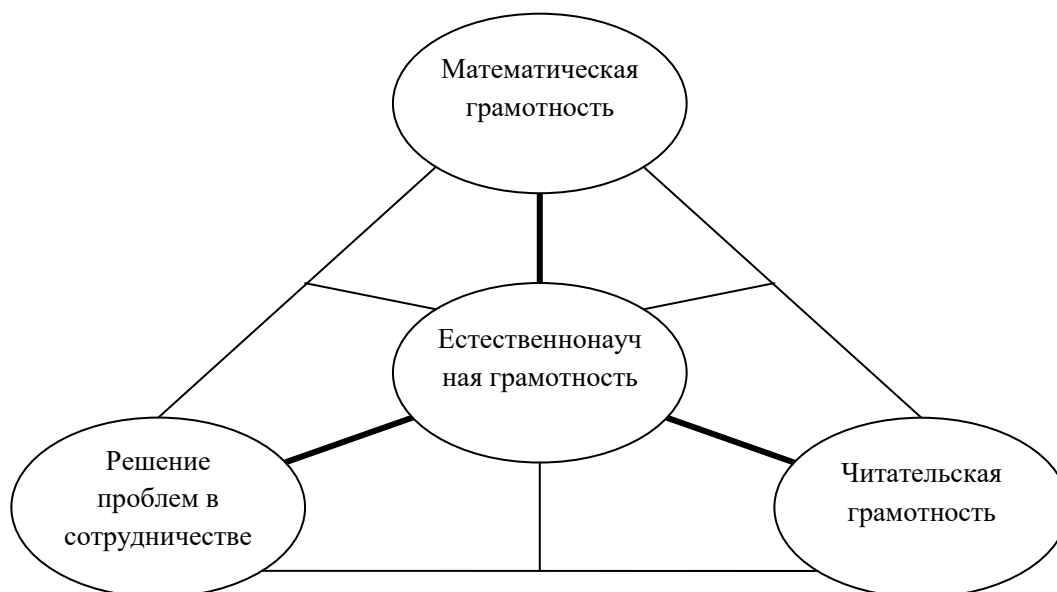 Математическая
грамотность
Естественнонауч
ная грамотность
Решение
проблем в
сотрудничестве
Читательская
грамотность